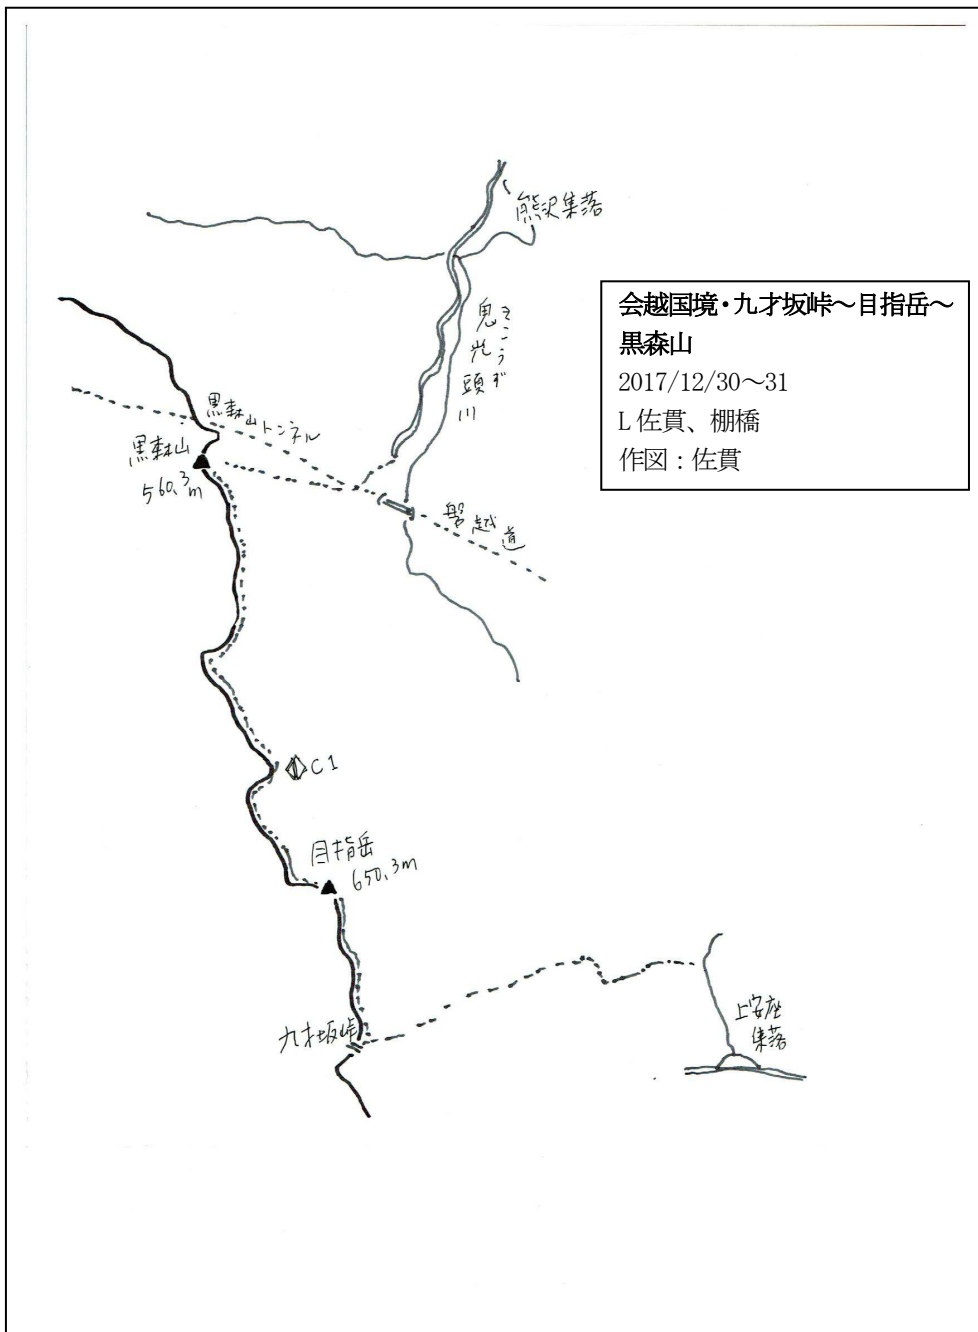 熊沢集落
鬼光頭川
きこうず
会越国境・九才坂峠～目指岳～
黒森山
2017/12/30～31
L 佐貫、棚橋
作図：佐貫
黒森山トンネル
黒森山
560.3m
磐越道
C1
目指岳
650.3m
九才坂峠
上安座
集落